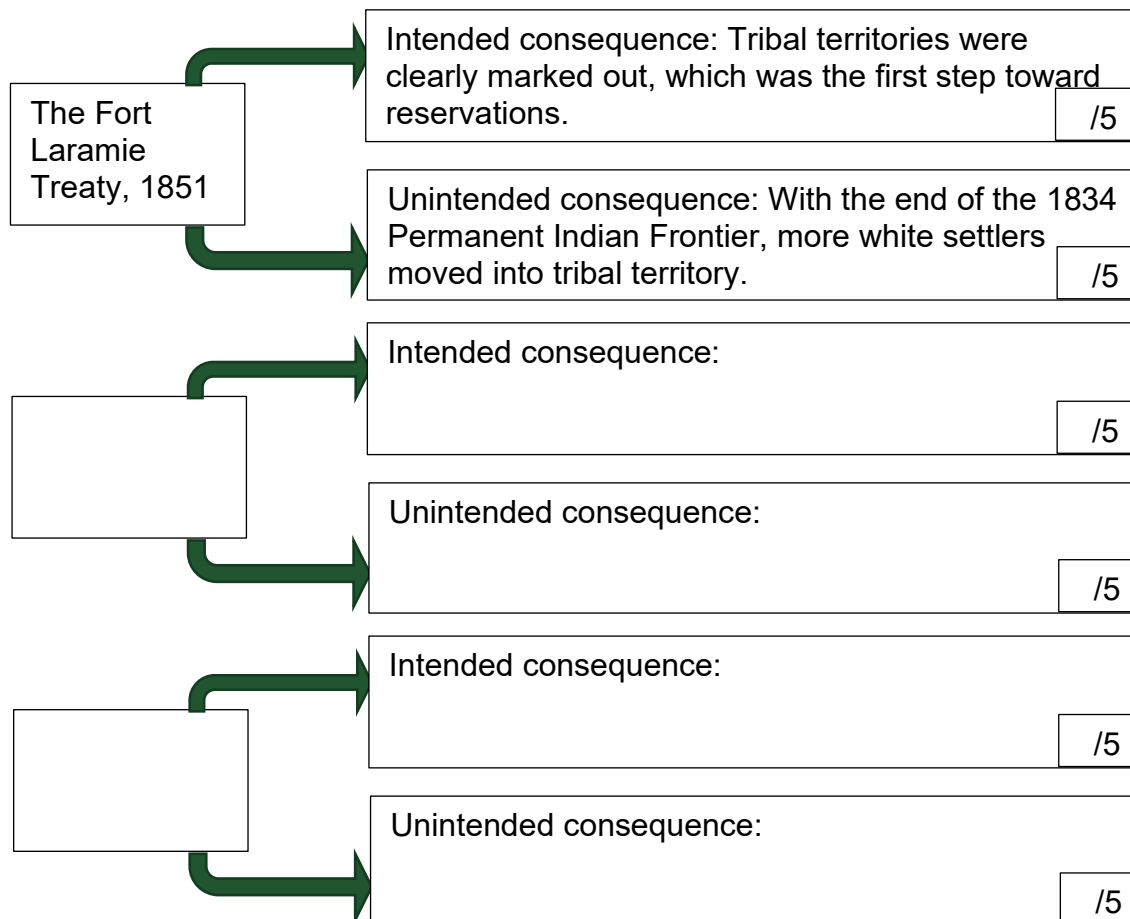 The Fort
Laramie
Treaty, 1851
Intended consequence: Tribal territories were
clearly marked out, which was the first step toward
reservations.
/5
Unintended consequence: With the end of the 1834
Permanent Indian Frontier, more white settlers
moved into tribal territory.
/5
Intended consequence:
/5
Unintended consequence:
/5
Intended consequence:
/5
Unintended consequence:
/5